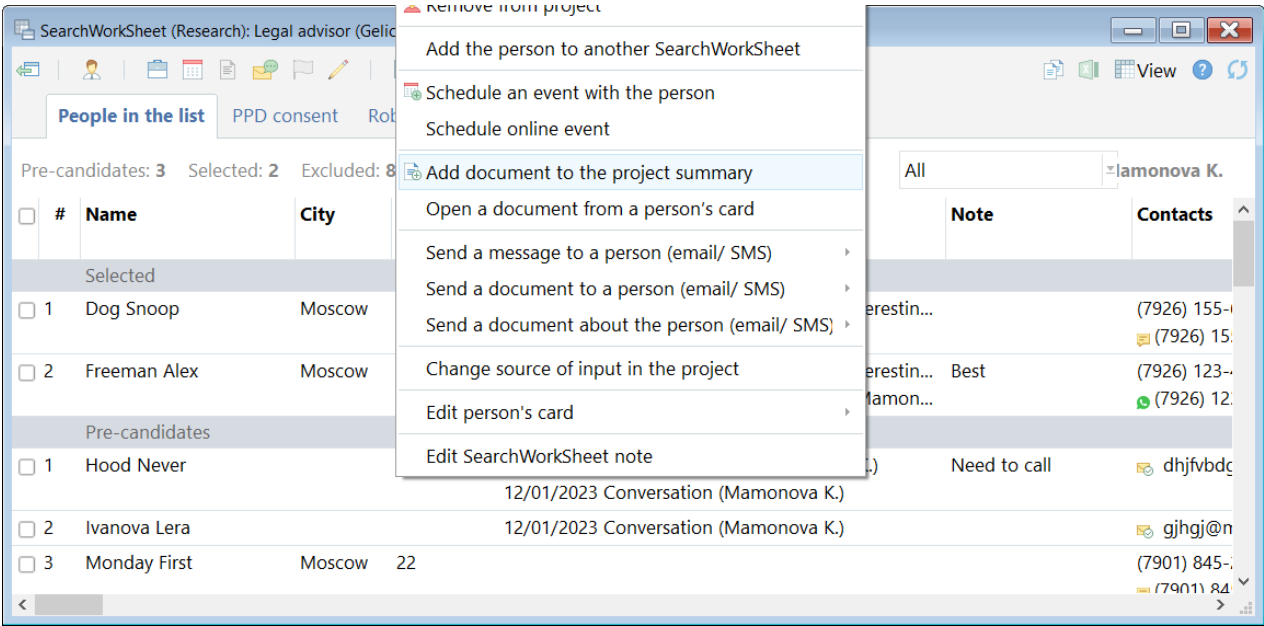 SearchWorkSheet (Research): Legal advisor (Gelic
View
People in the list PPD consent Rob
Pre-candidates: 3 Selected: 2 Excluded: 8
All
Mamonova K.
# Name City Note Contacts
Selected
1 Dog Snoop Moscow erestin... (7926) 155-
(7926) 15
2 Freeman Alex Moscow erestin... Best (7926) 123-
Mamon... (7926) 12
Pre-candidates
1 Hood Never .) Need to call dhjfvbdg
12/01/2023 Conversation (Mamonova K.)
2 Ivanova Lera 12/01/2023 Conversation (Mamonova K.) gjhgj@m
3 Monday First Moscow 22 (7901) 845-
(7901) 84
Remove from project
Add the person to another SearchWorkSheet
Schedule an event with the person
Schedule online event
Add document to the project summary
Open a document from a person's card
Send a message to a person (email/ SMS)
Send a document to a person (email/ SMS)
Send a document about the person (email/ SMS)
Change source of input in the project
Edit person's card
Edit SearchWorkSheet note